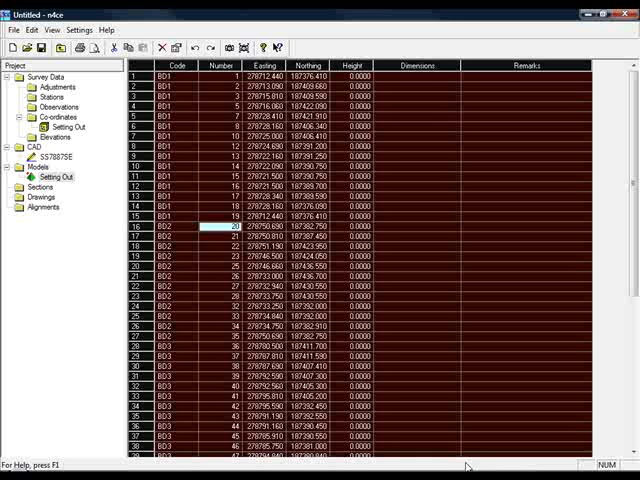 Untitled - n4ce
File Edit View Settings Help
Project
Survey Data
Adjustments
Stations
Observations
Co-ordinates
Setting Out
Elevations
CAD
SS7887SE
Models
Setting Out
Sections
Drawings
Alignments
Code Number Easting Northing Height Dimensions Remarks
1 BD1 1 278712.440 187376.410 0.0000
2 BD1 2 278713.090 187409.660 0.0000
3 BD1 3 278715.810 187409.590 0.0000
4 BD1 5 278716.060 187422.090 0.0000
5 BD1 7 278728.410 187421.910 0.0000
6 BD1 8 278728.160 187406.340 0.0000
7 BD1 10 278725.000 187406.410 0.0000
8 BD1 12 278724.690 187391.200 0.0000
9 BD1 13 278722.160 187391.250 0.0000
10 BD1 14 278722.090 187390.750 0.0000
11 BD1 15 278721.500 187390.750 0.0000
12 BD1 16 278721.500 187389.700 0.0000
13 BD1 17 278728.340 187389.590 0.0000
14 BD1 18 278728.160 187376.090 0.0000
15 BD1 19 278712.440 187376.410 0.0000
16 BD2 20 278750.690 187382.750 0.0000
17 BD2 21 278750.810 187387.450 0.0000
18 BD2 22 278751.190 187423.950 0.0000
19 BD2 23 278746.500 187424.050 0.0000
20 BD2 25 278746.660 187436.550 0.0000
21 BD2 26 278733.000 187436.700 0.0000
22 BD2 27 278732.940 187430.550 0.0000
23 BD2 28 278733.750 187430.550 0.0000
24 BD2 32 278733.250 187392.000 0.0000
25 BD2 33 278734.840 187392.000 0.0000
26 BD2 34 278734.750 187382.910 0.0000
27 BD2 35 278750.690 187382.750 0.0000
28 BD3 36 278780.500 187411.700 0.0000
29 BD3 37 278787.810 187411.590 0.0000
30 BD3 38 278787.690 187407.410 0.0000
31 BD3 39 278792.590 187407.300 0.0000
32 BD3 40 278792.560 187405.300 0.0000
33 BD3 41 278795.810 187405.200 0.0000
34 BD3 42 278795.590 187392.450 0.0000
35 BD3 43 278791.190 187392.550 0.0000
36 BD3 44 278791.160 187390.450 0.0000
37 BD3 45 278785.910 187390.550 0.0000
38 BD3 46 278785.750 187381.000 0.0000
39 BD3 47 278794.840 187380.840 0.0000
For Help, press F1
NUM